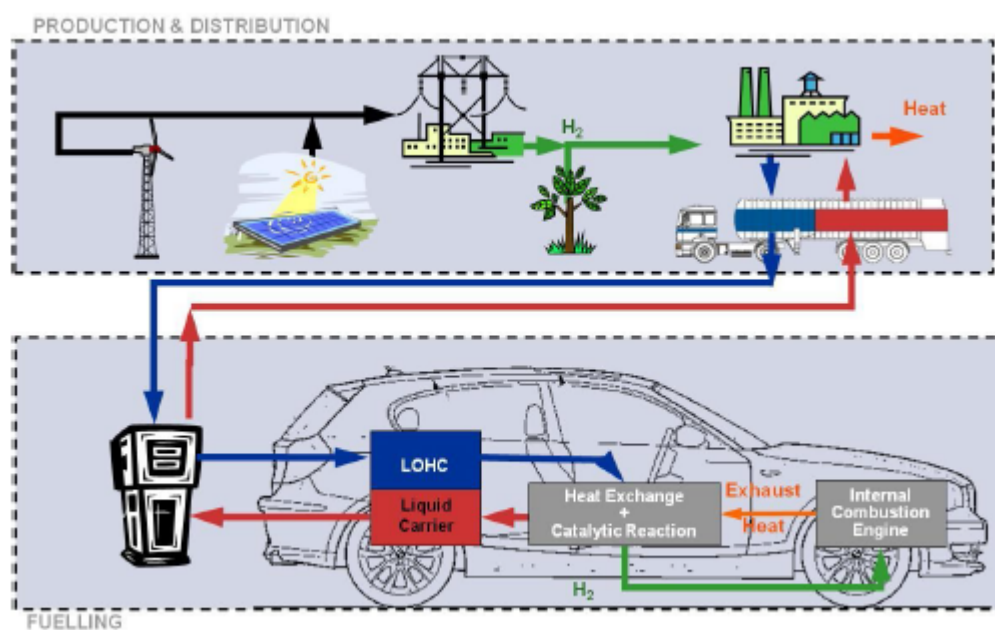 PRODUCTION & DISTRIBUTION
H2
Heat
LOHC
Liquid
Carrier
Heat Exchange
+
Catalytic Reaction
Exhaust
Heat
Internal
Combustion
Engine
H2
FUELLING